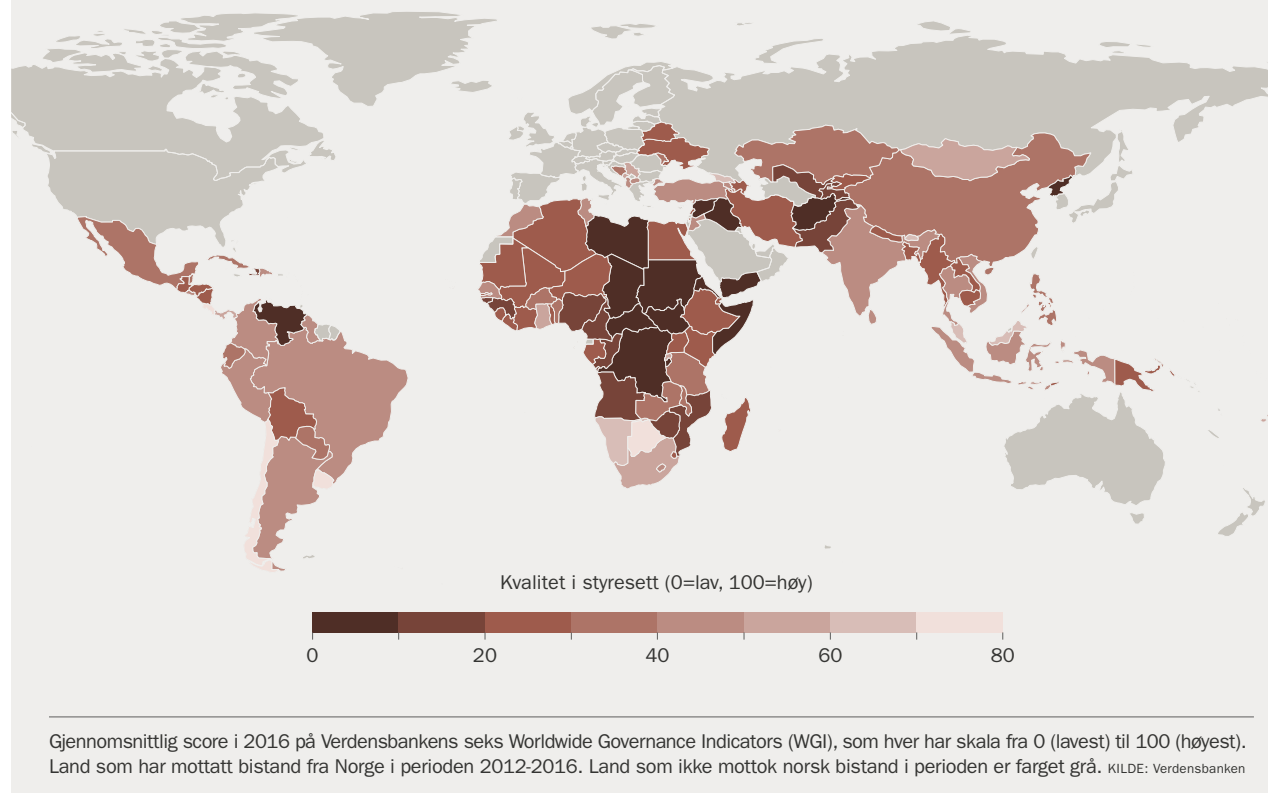 Kvalitet i styresett (0=lav, 100=høy)
0 20 40 60 80
Gjennomsnittlig score i 2016 på Verdensbankens seks Worldwide Governance Indicators (WGI), som hver har skala fra 0 (lavest) til 100 (høyest).
Land som har mottatt bistand fra Norge i perioden 2012-2016. Land som ikke mottok norsk bistand i perioden er farget grå. KILDE: Verdensbanken